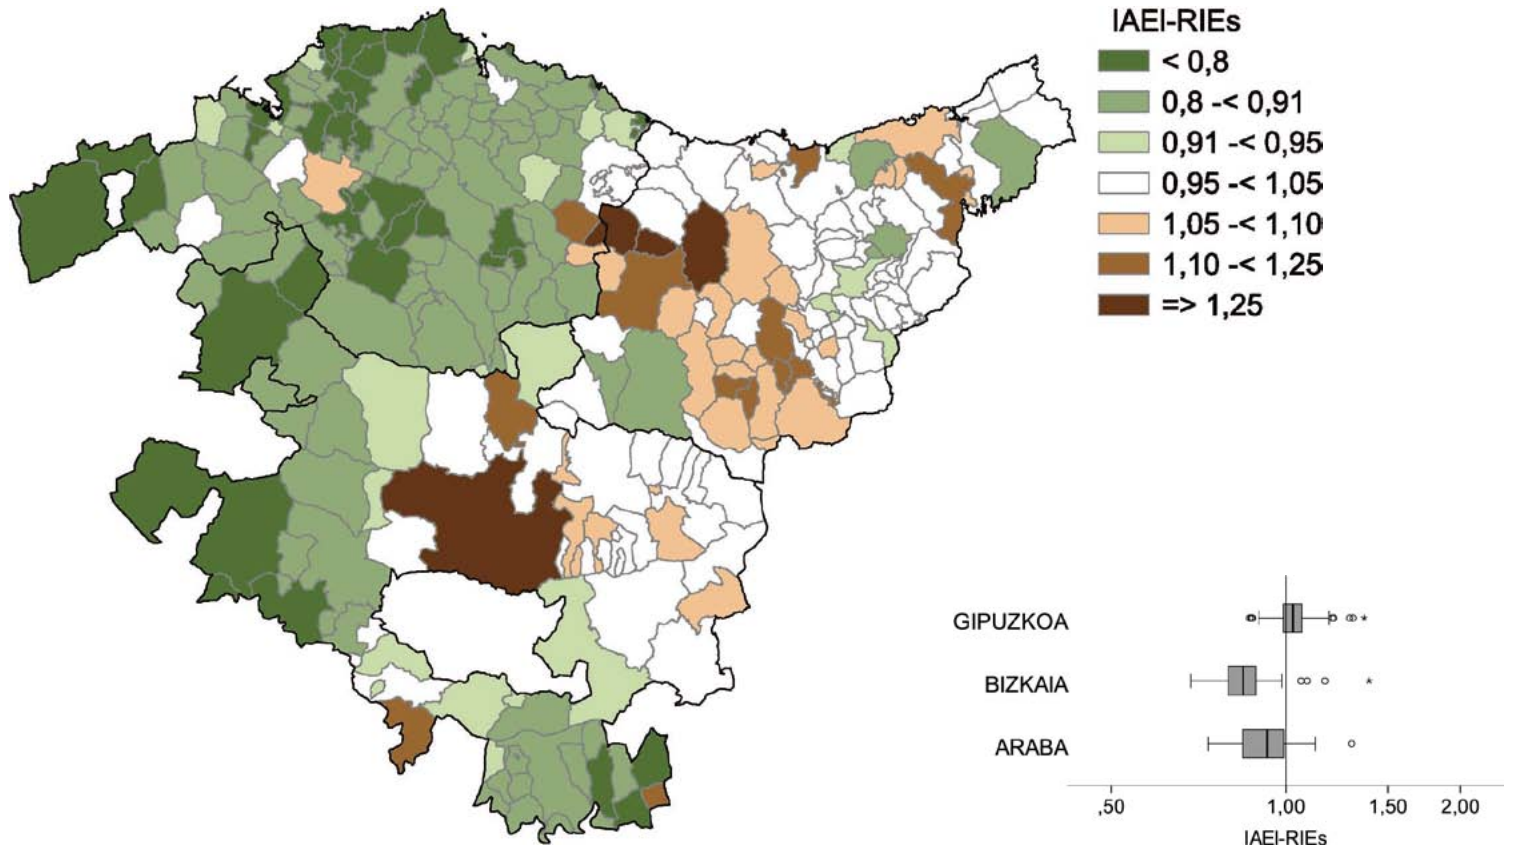 IAEI-RIEs
< 0,8
0,8 -< 0,91
0,91 -< 0,95
0,95 -< 1,05
1,05 -< 1,10
1,10 -< 1,25
=> 1,25
GIPUZKOA
BIZKAIA
ARABA
,50 1,00 1,50 2,00
IAEI-RIEs